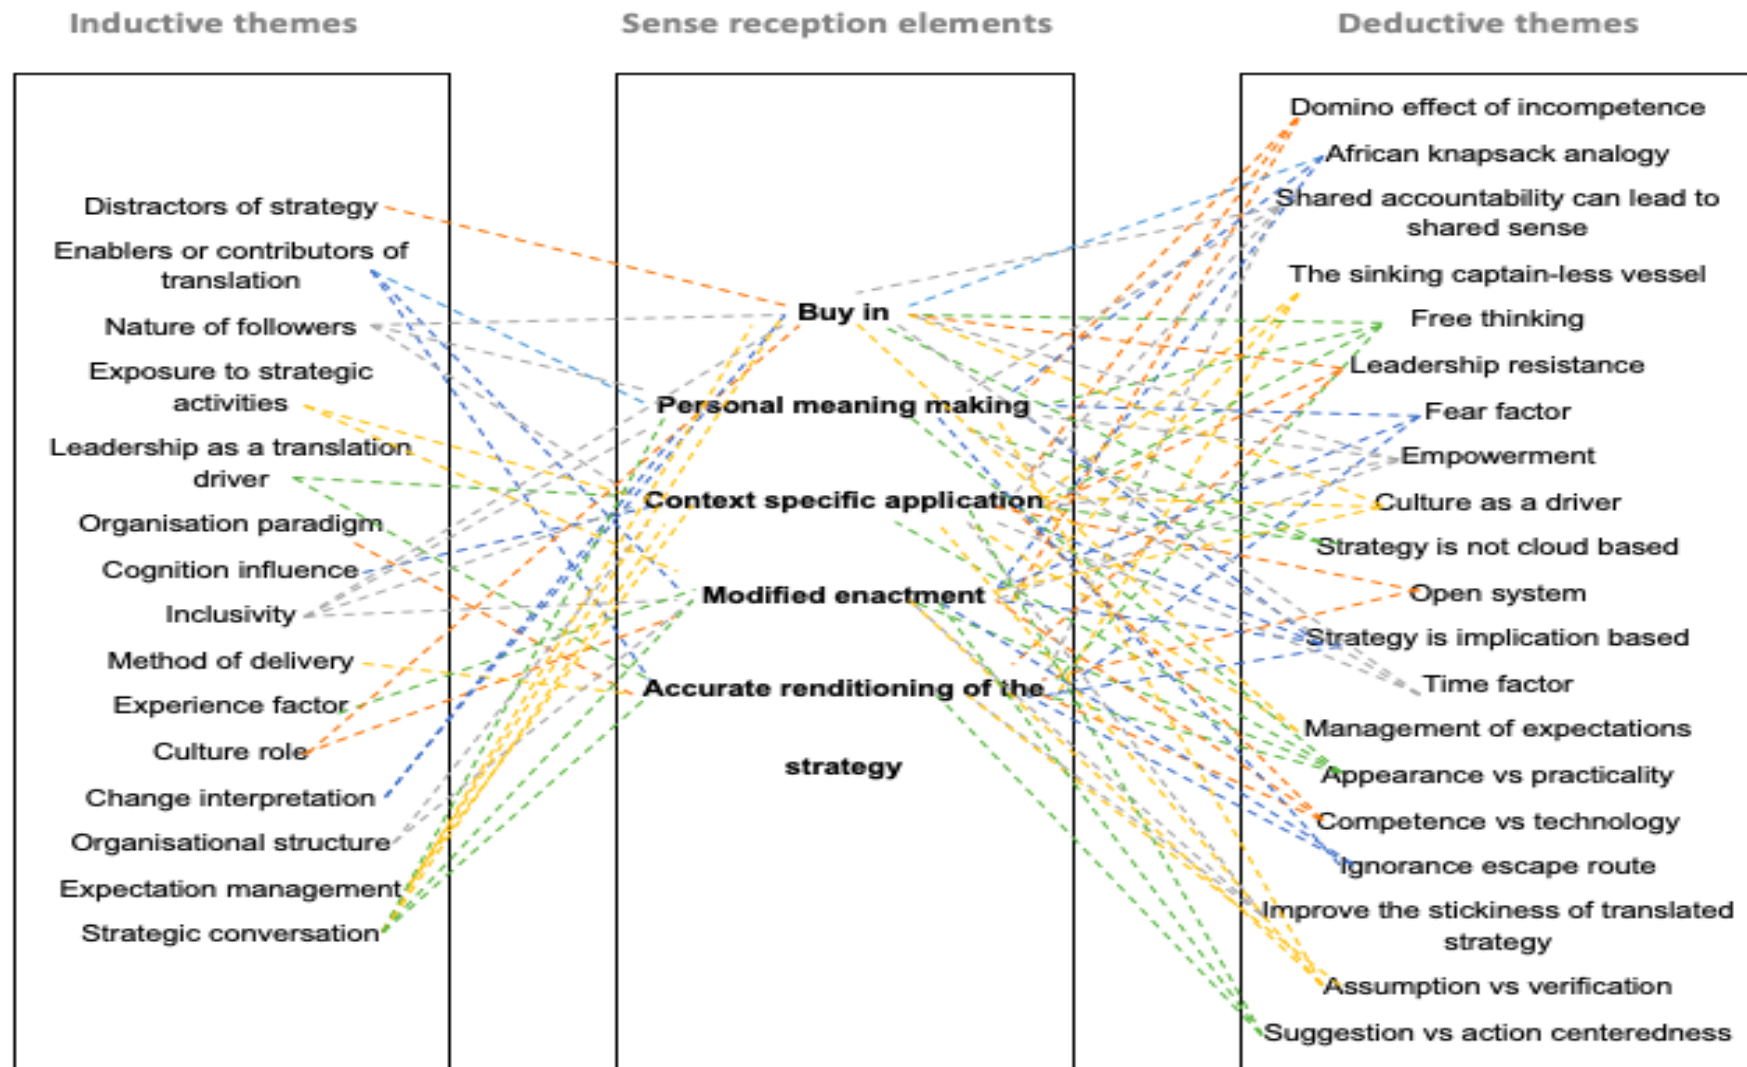 Inductive themes
Sense reception elements
Deductive themes
Distractors of strategy
Enablers or contributors of
translation
Nature of followers
Exposure to strategic
activities
Leadership as a translation
driver
Organisation paradigm
Cognition influence
Inclusivity
Method of delivery
Experience factor
Culture role
Change interpretation
Organisational structure
Expectation management
Strategic conversation
Buy in
Personal meaning making
Context specific application
Modified enactment
Accurate renditioning of the
strategy
Domino effect of incompetence
African knapsack analogy
Shared accountability can lead to
shared sense
The sinking captain-less vessel
Free thinking
Leadership resistance
Fear factor
Empowerment
Culture as a driver
Strategy is not cloud based
Open system
Strategy is implication based
Time factor
Management of expectations
Appearance vs practicality
Competence vs technology
Ignorance escape route
Improve the stickiness of translated
strategy
Assumption vs verification
Suggestion vs action centeredness